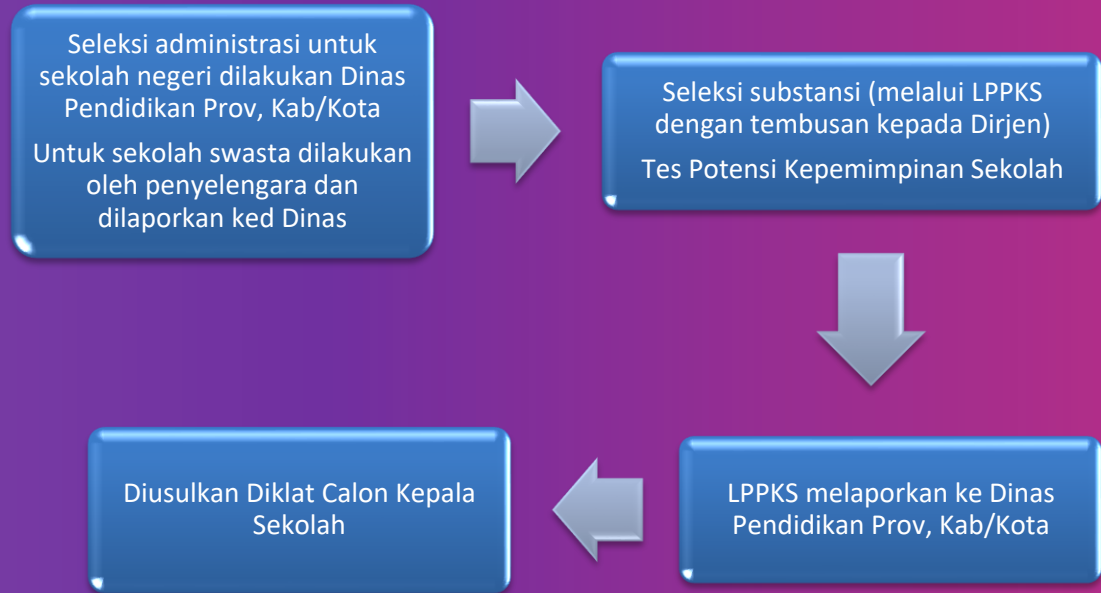 Seleksi administrasi untuk
sekolah negeri dilakukan Dinas
Pendidikan Prov, Kab/Kota
Untuk sekolah swasta dilakukan
oleh penyelengara dan
dilaporkan ked Dinas
Seleksi substansi (melalui LPPKS
dengan tembusan kepada Dirjen)
Tes Potensi Kepemimpinan Sekolah
LPPKS melaporkan ke Dinas
Pendidikan Prov, Kab/Kota
Diusulkan Diklat Calon Kepala
Sekolah